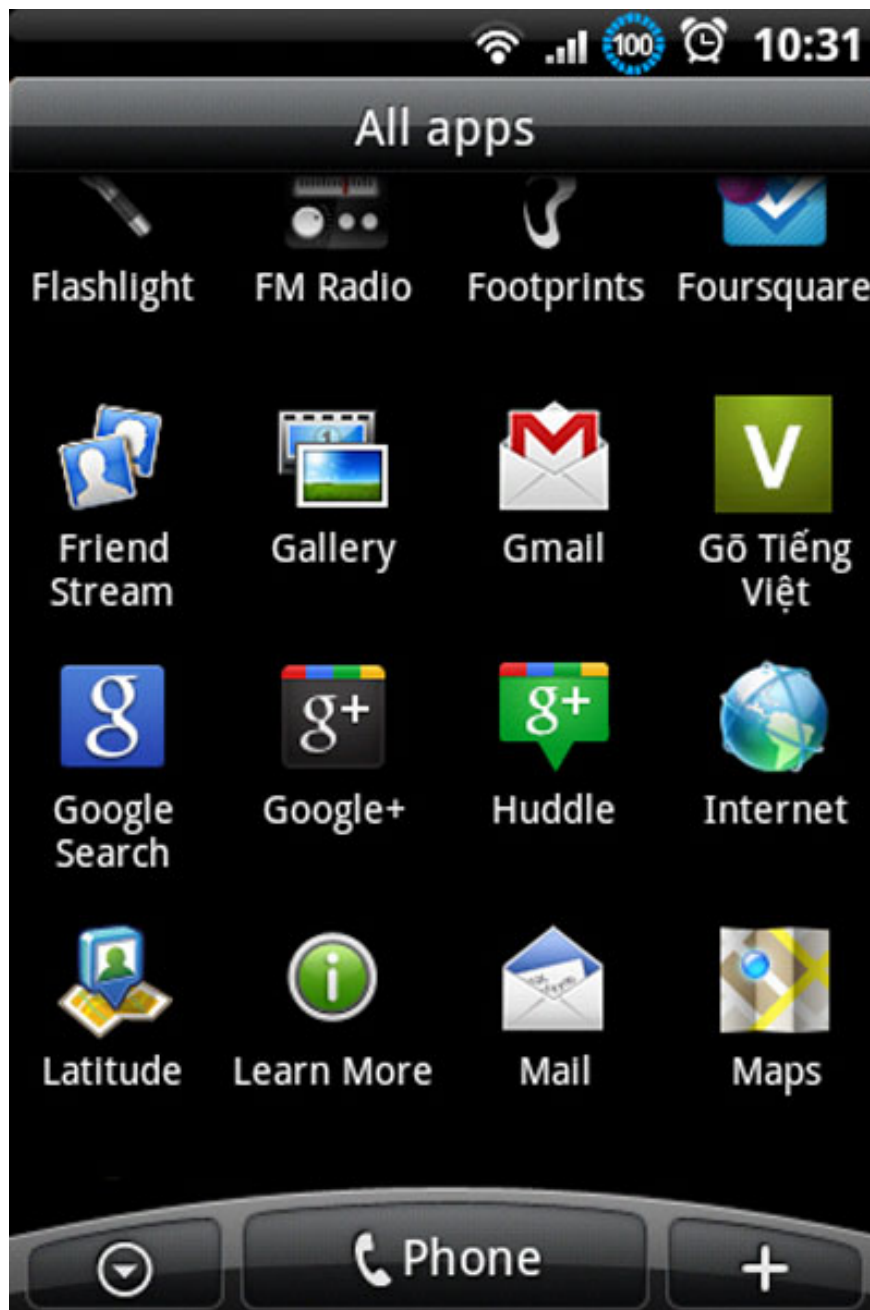 100 10:31
All apps
Flashlight FM Radio Footprints Foursquare
Friend Gallery Gmail Gõ Tiếng
Stream Việt
g g+ g+
Google Google+ Huddle Internet
Search
Latitude Learn More Mail Maps
Phone